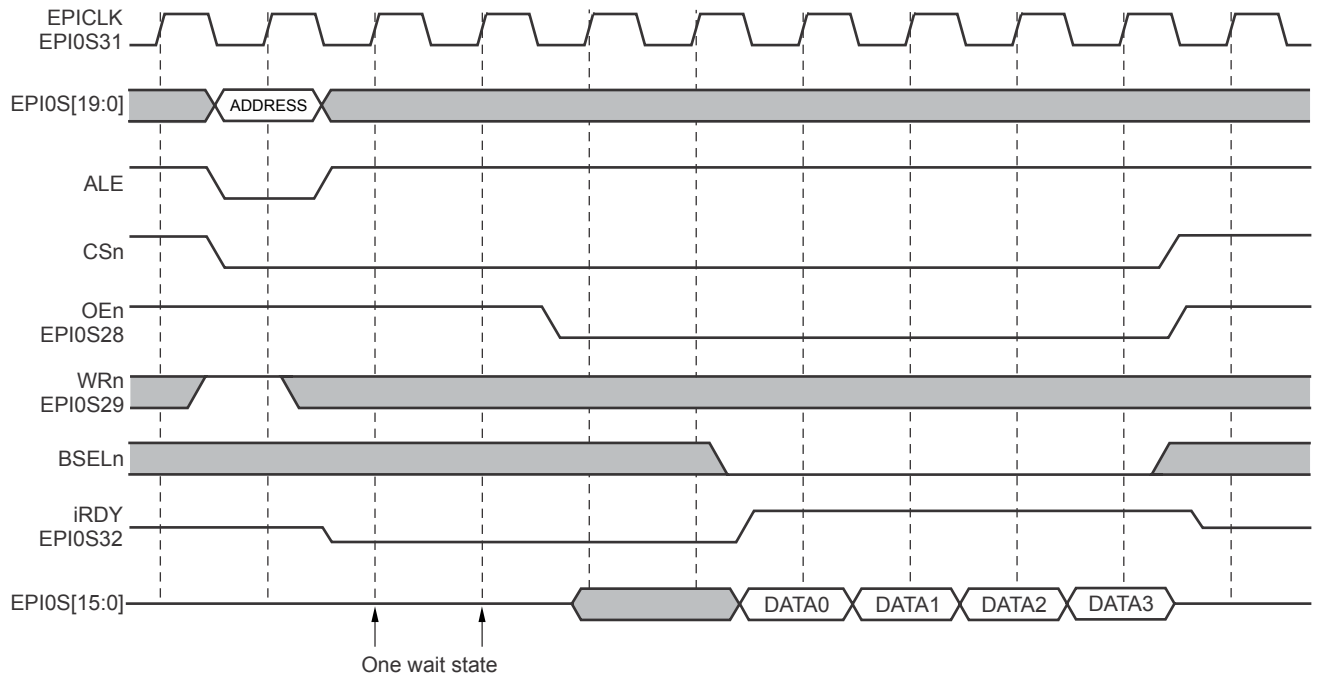 EPICLK
EPI0S31
EPI0S[19:0]
ADDRESS
ALE
CSn
OEn
EPI0S28
WRn
EPI0S29
BSELn
iRDY
EPI0S32
EPI0S[15:0]
DATA0
DATA1
DATA2
DATA3
One wait state